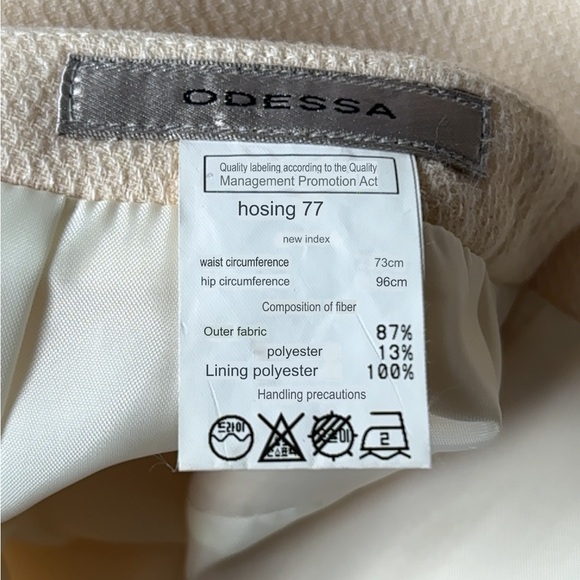 ODESSA
Quality labeling according to the Quality
Management Promotion Act
hosing 77
new index
waist circumference 73cm
hip circumference 96cm
Composition of fiber
Outer fabric 87%
polyester 13%
Lining polyester 100%
Handling precautions
드라이 2